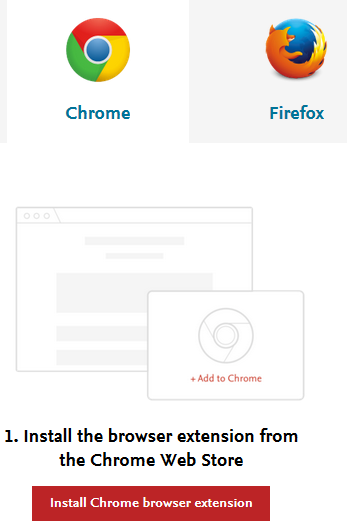 Chrome
Firefox
+ Add to Chrome
1. Install the browser extension from
the Chrome Web Store
Install Chrome browser extension